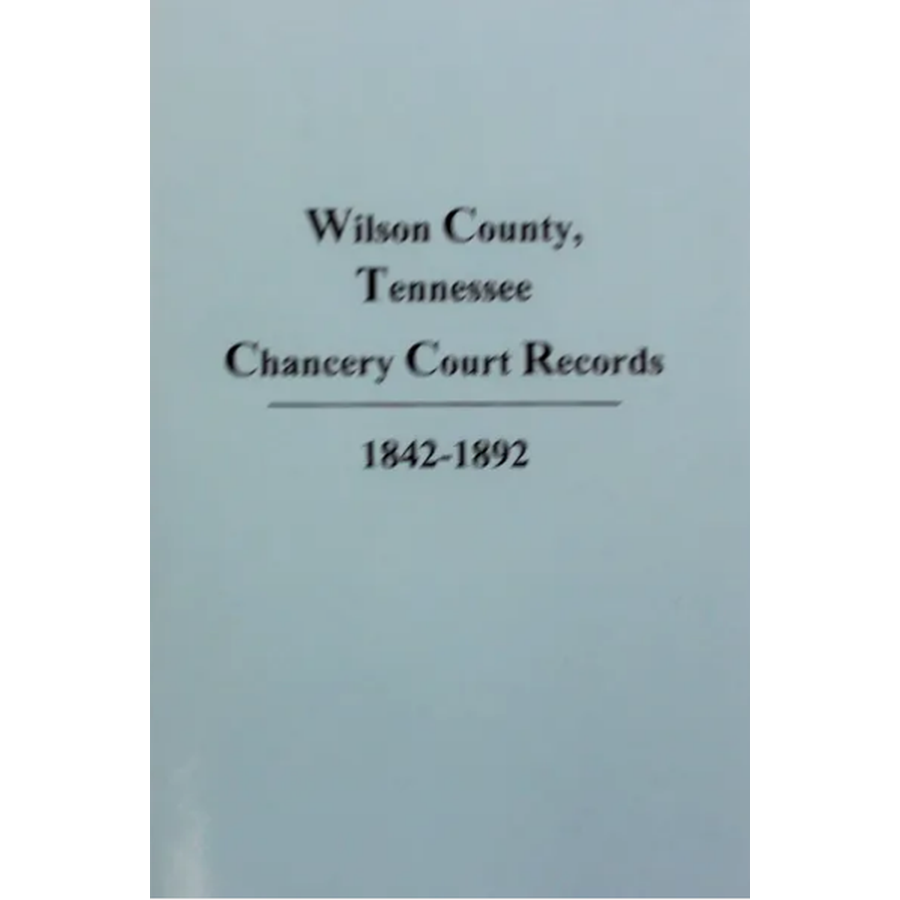 Wilson County,
Tennessee
Chancery Court Records
1842-1892